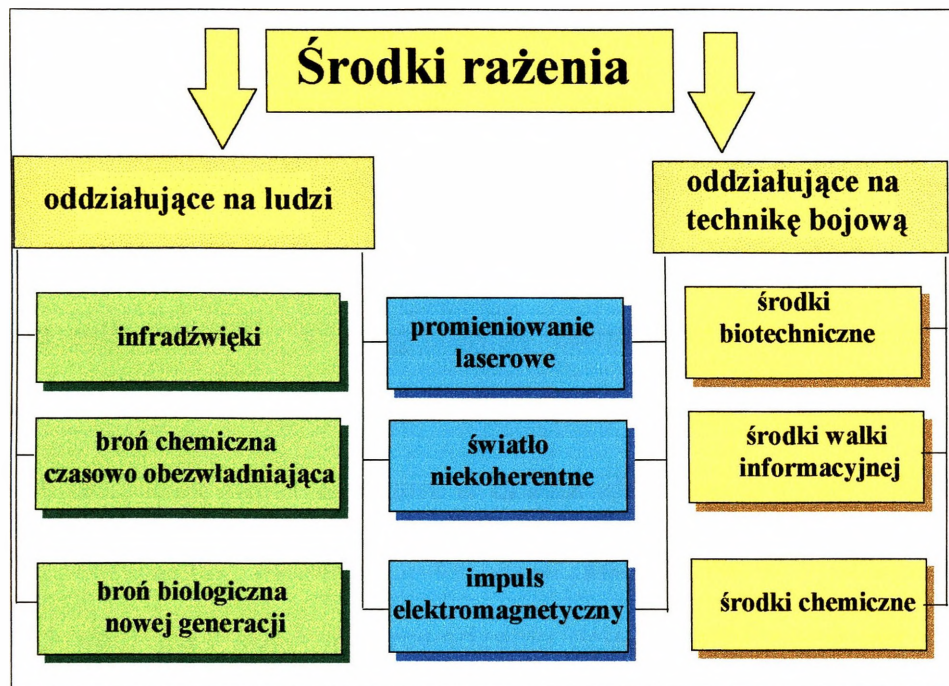 Środki rażenia
oddziałujące na ludzi
oddziałujące na
technikę bojową
infradźwięki
promieniowanie
laserowe
środki
biotechniczne
broń chemiczna
czasowo obezwładniająca
światło
niekoherentne
środki walki
informacyjnej
broń biologiczna
nowej generacji
impuls
elektromagnetyczny
środki chemiczne